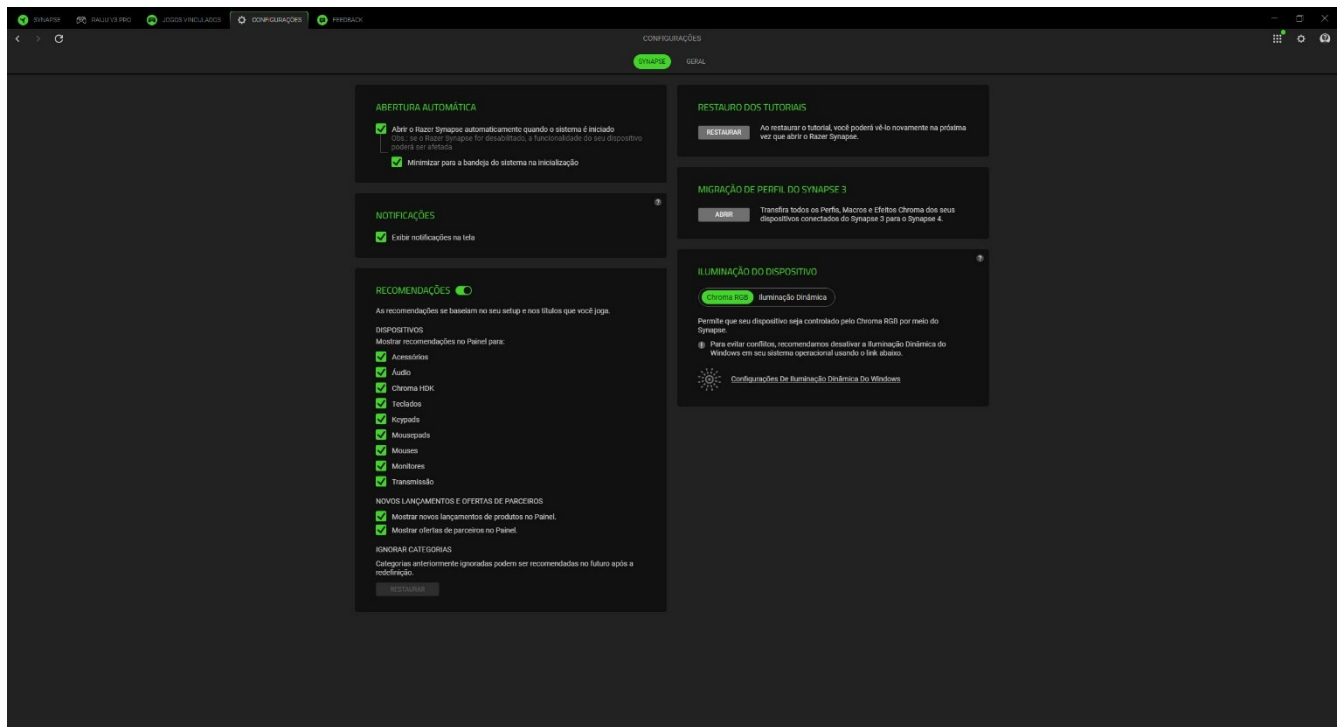 SYNAPSE
RAIJU V3 PRO
JOGOS VINCULADOS
CONFIGURAÇÕES
FEEDBACK
CONFIGURAÇÕES
SYNAPSE
GERAL
ABERTURA AUTOMÁTICA
Abrir o Razer Synapse automaticamente quando o sistema é iniciado
Obs.: se o Razer Synapse for desabilitado, a funcionalidade do seu dispositivo
poderá ser afetada
Minimizar para a bandeja do sistema na inicialização
NOTIFICAÇÕES
Exibir notificações na tela
RECOMENDAÇÕES
As recomendações se baseiam no seu setup e nos títulos que você joga.
DISPOSITIVOS
Mostrar recomendações no Painel para:
Acessórios
Áudio
Chroma HDK
Teclados
Keypads
Mousepads
Mouses
Monitores
Transmissão
NOVOS LANÇAMENTOS E OFERTAS DE PARCEIROS
Mostrar novos lançamentos de produtos no Painel.
Mostrar ofertas de parceiros no Painel.
IGNORAR CATEGORIAS
Categorias anteriormente ignoradas podem ser recomendadas no futuro após a
redefinição.
RESTAURAR
RESTAURO DOS TUTORIAIS
RESTAURAR
Ao restaurar o tutorial, você poderá vê-lo novamente na próxima
vez que abrir o Razer Synapse.
MIGRAÇÃO DE PERFIL DO SYNAPSE 3
ABRIR
Transfira todos os Perfis, Macros e Efeitos Chroma dos seus
dispositivos conectados do Synapse 3 para o Synapse 4.
ILUMINAÇÃO DO DISPOSITIVO
Chroma RGB
Iluminação Dinâmica
Permite que seu dispositivo seja controlado pelo Chroma RGB por meio do
Synapse.
Para evitar conflitos, recomendamos desativar a Iluminação Dinâmica do
Windows em seu sistema operacional usando o link abaixo.
Configurações De Iluminação Dinâmica Do Windows